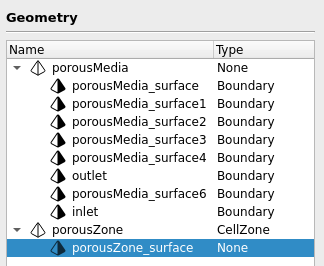 Geometry
Name Type
porousMedia None
porousMedia_surface Boundary
porousMedia_surface1 Boundary
porousMedia_surface2 Boundary
porousMedia_surface3 Boundary
porousMedia_surface4 Boundary
outlet Boundary
porousMedia_surface6 Boundary
inlet Boundary
porousZone CellZone
porousZone_surface None